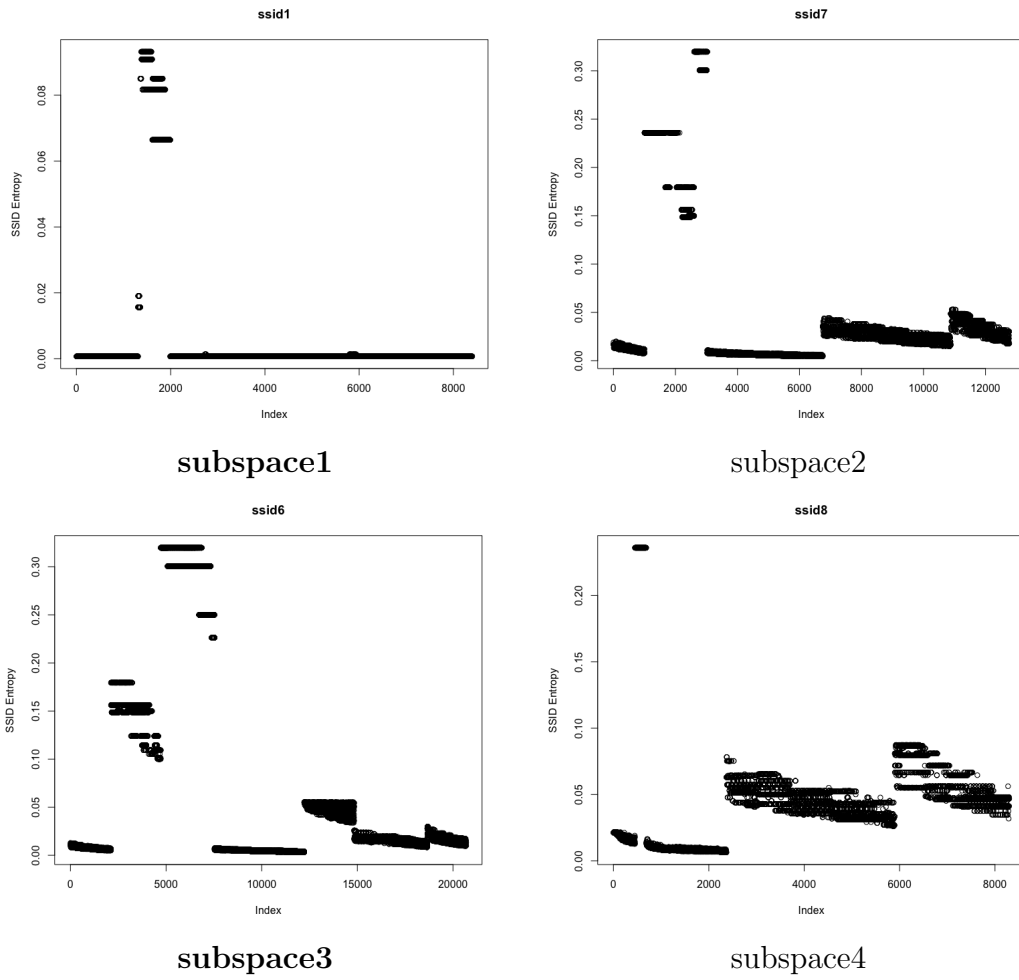 ssid1
SSID Entropy
0.00 0.02 0.04 0.06 0.08
0 2000 4000 6000 8000
Index
subspace1
ssid7
SSID Entropy
0.00 0.05 0.10 0.15 0.20 0.25 0.30
0 2000 4000 6000 8000 10000 12000
Index
subspace2
ssid6
SSID Entropy
0.00 0.05 0.10 0.15 0.20 0.25 0.30
0 5000 10000 15000 20000
Index
subspace3
ssid8
SSID Entropy
0.00 0.05 0.10 0.15 0.20
0 2000 4000 6000 8000
Index
subspace4